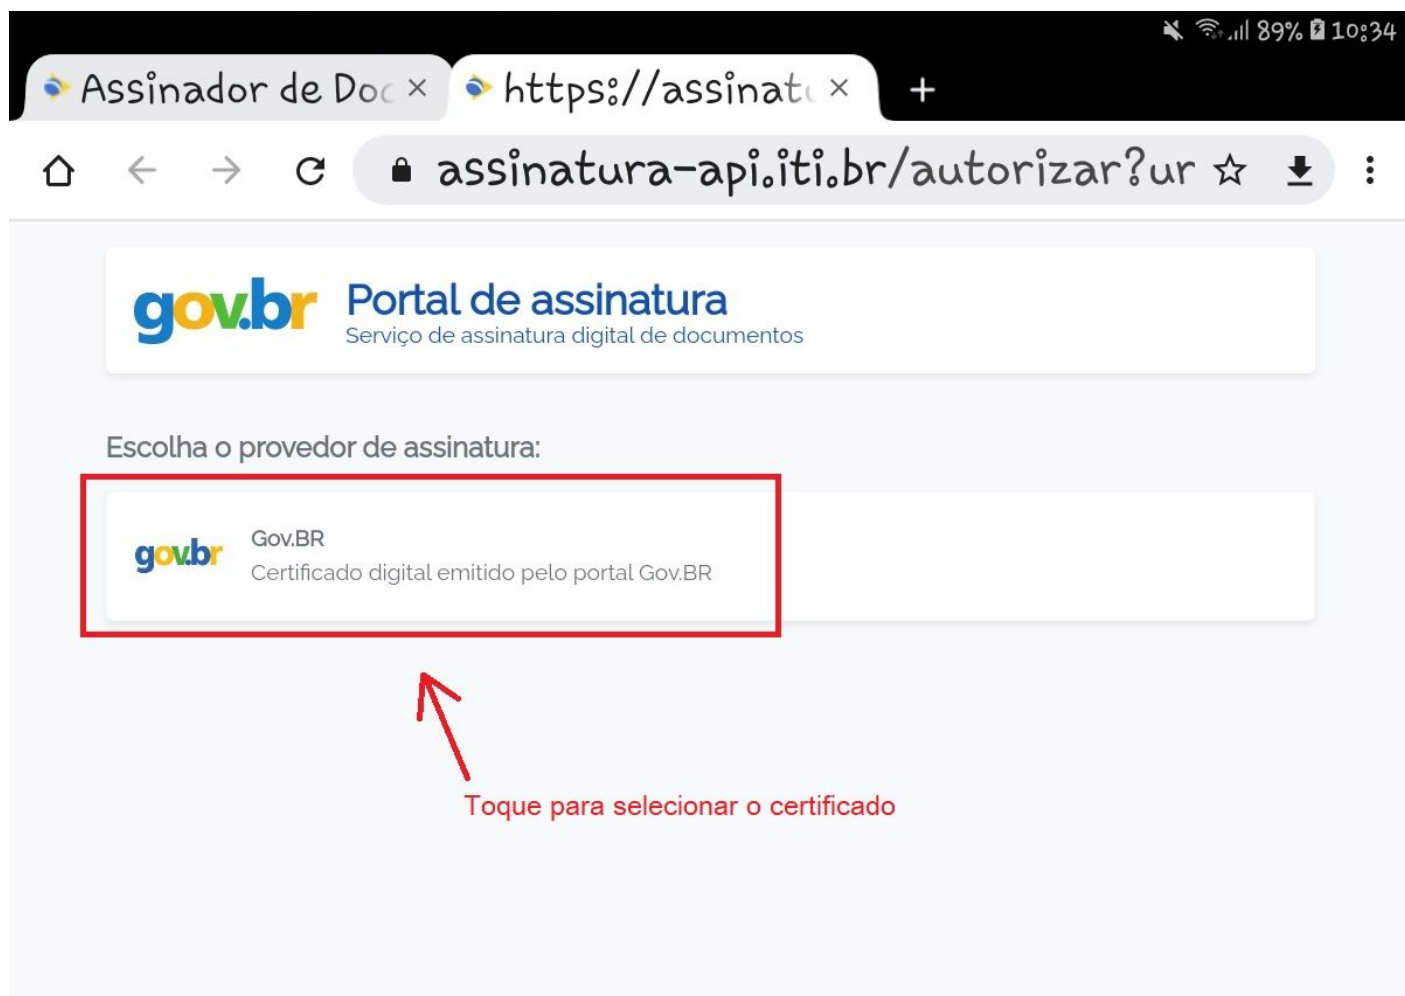 89% 10:34
Assinador de Doc
https://assinatu
assinatura-api.iti.br/autorizar?ur
gov.br
Portal de assinatura
Serviço de assinatura digital de documentos
Escolha o provedor de assinatura:
gov.br
Gov.BR
Certificado digital emitido pelo portal Gov.BR
Toque para selecionar o certificado